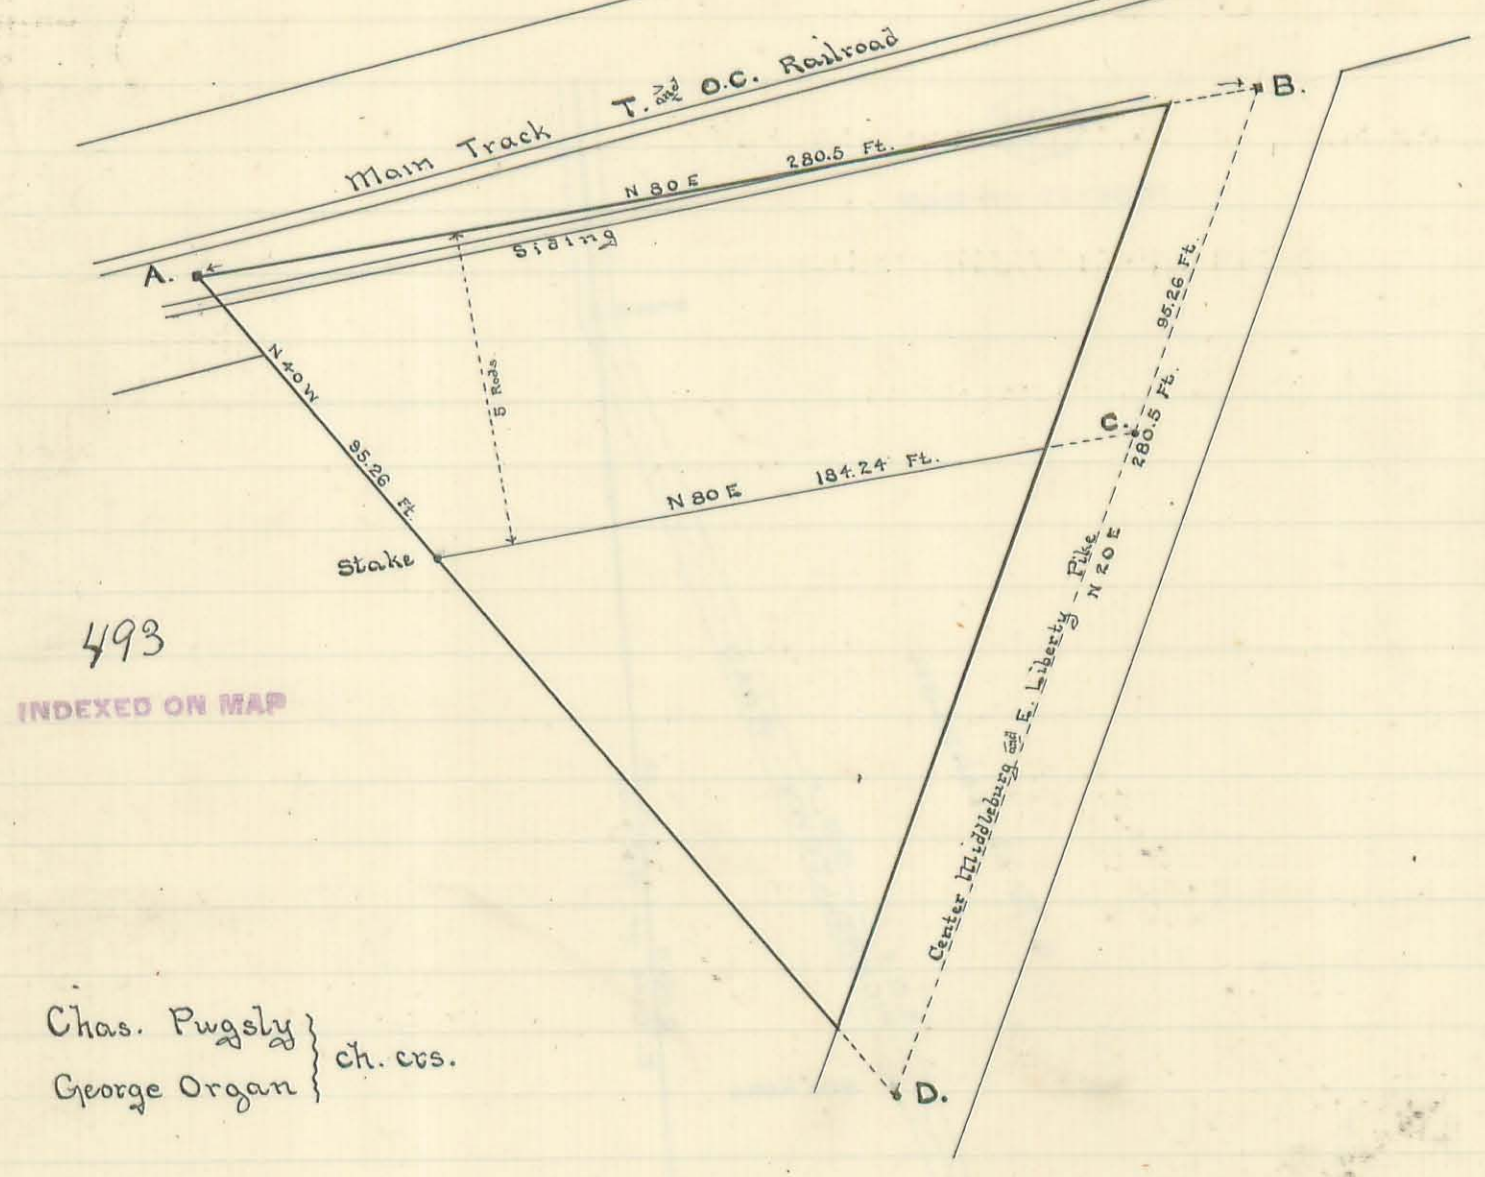 T. and O.C. Railroad
Main Track
B.
280.5 Ft.
N 80 E
Siding
A.
95.26 Ft.
N 40 W
5 Rods
C.
280.5 Ft.
95.26 Ft.
184.24 Ft.
N 80 E
Stake
N 20 E
Center Middleburg and E. Liberty - Pike
493
INDEXED ON MAP
Chas. Pugsly
George Organ
ch. crs.
D.